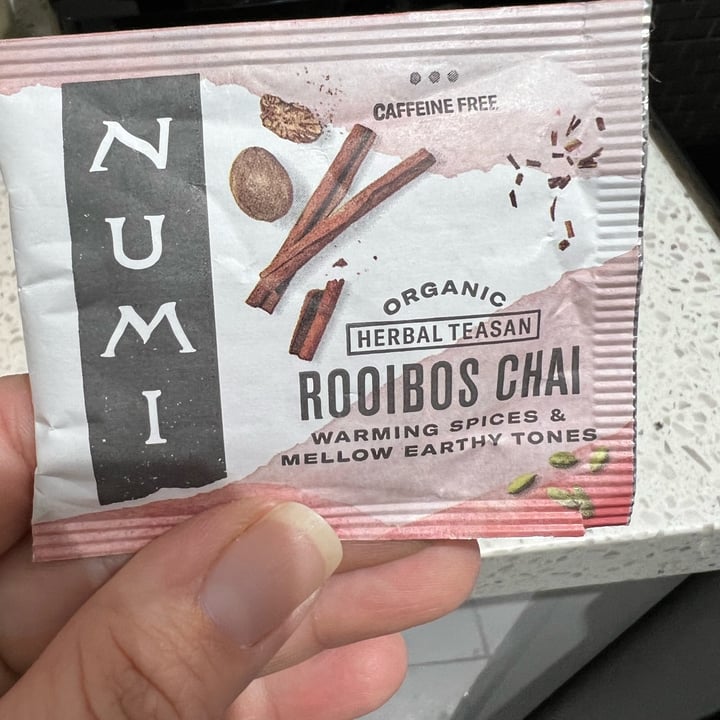 NUMI
CAFFEINE FREE
ORGANIC
HERBAL TEASAN
ROOIBOS CHAI
WARMING SPICES &
MELLOW EARTHY TONES